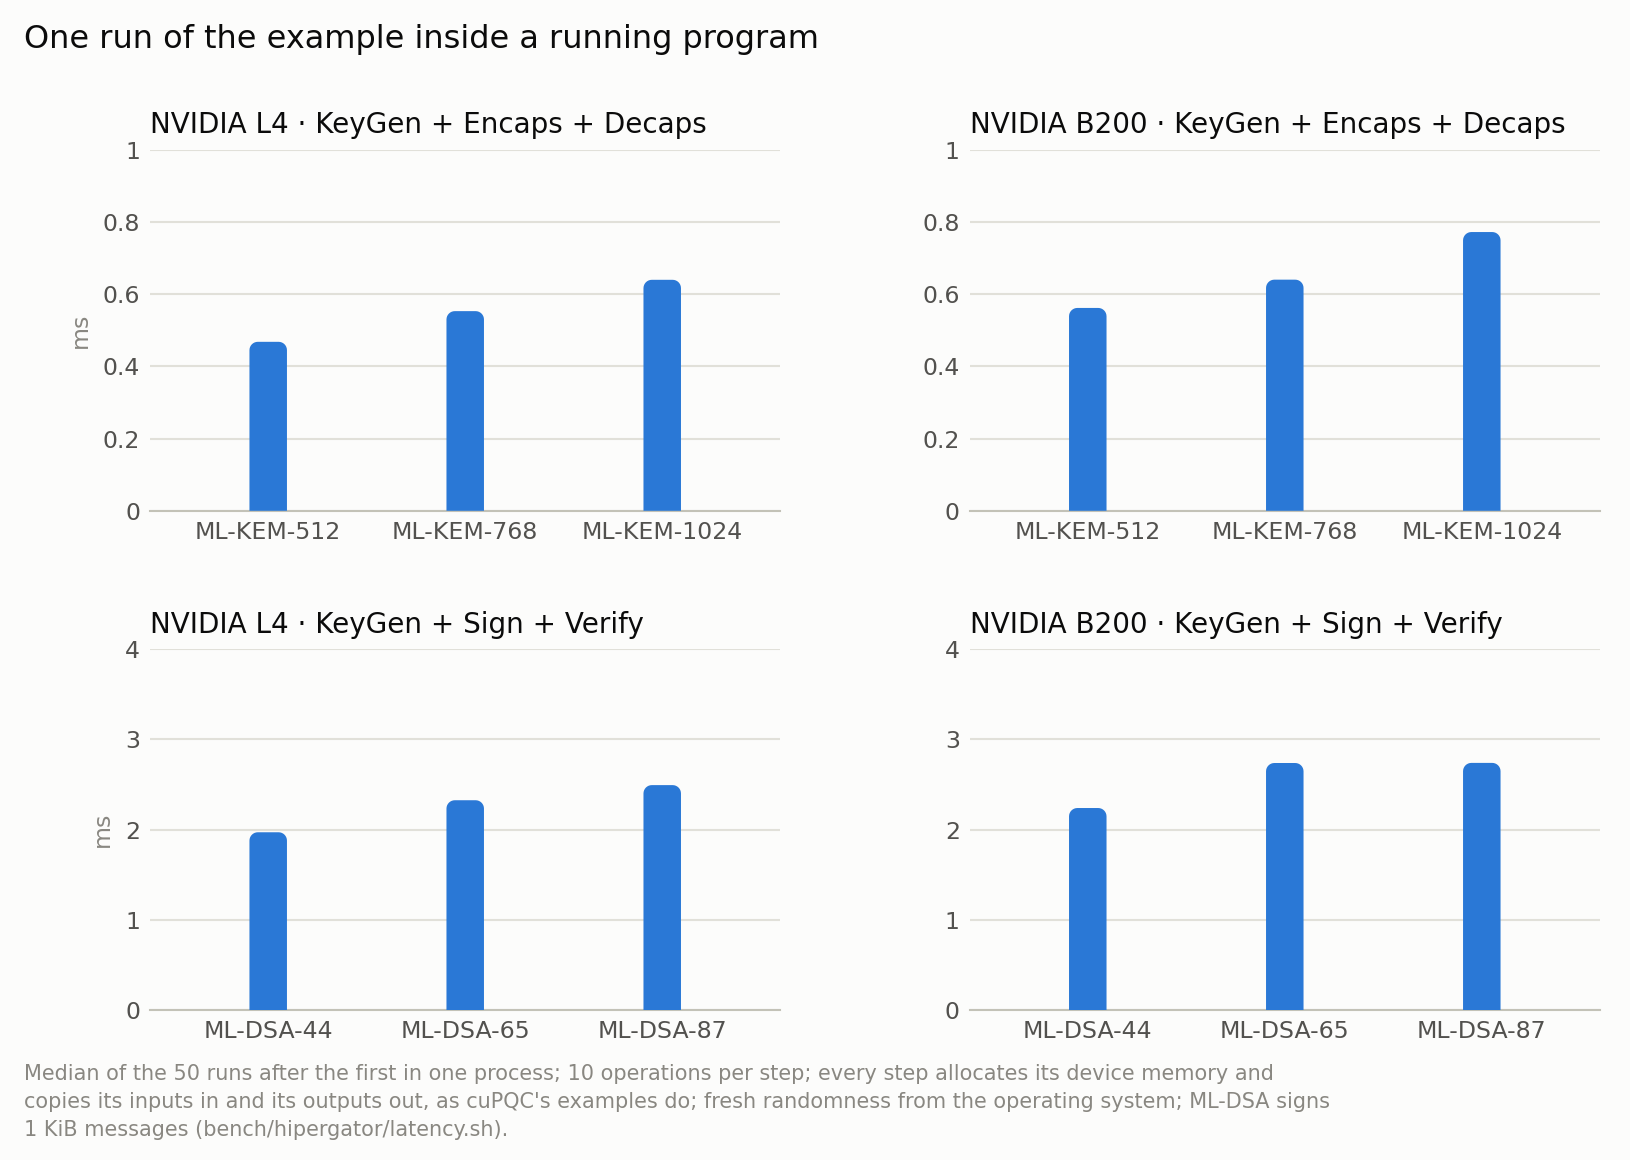 One run of the example inside a running program
NVIDIA L4 · KeyGen + Encaps + Decaps
1
0.8
0.6
0.4
0.2
0
ms
ML-KEM-512 ML-KEM-768 ML-KEM-1024
NVIDIA B200 · KeyGen + Encaps + Decaps
1
0.8
0.6
0.4
0.2
0
ML-KEM-512 ML-KEM-768 ML-KEM-1024
NVIDIA L4 · KeyGen + Sign + Verify
4
3
2
1
0
ms
ML-DSA-44 ML-DSA-65 ML-DSA-87
NVIDIA B200 · KeyGen + Sign + Verify
4
3
2
1
0
ML-DSA-44 ML-DSA-65 ML-DSA-87
Median of the 50 runs after the first in one process; 10 operations per step; every step allocates its device memory and
copies its inputs in and its outputs out, as cuPQC's examples do; fresh randomness from the operating system; ML-DSA signs
1 KiB messages (bench/hipergator/latency.sh).